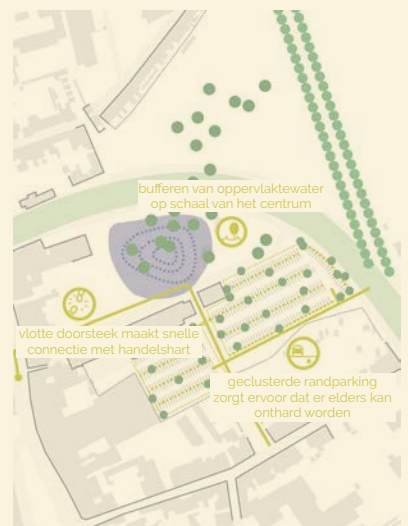 bufferen van oppervlaktewater
op schaal van het centrum
vlotte doorsteek maakt snelle
connectie met handelshart
geclusterde randparking
zorgt ervoor dat er elders kan
onthard worden